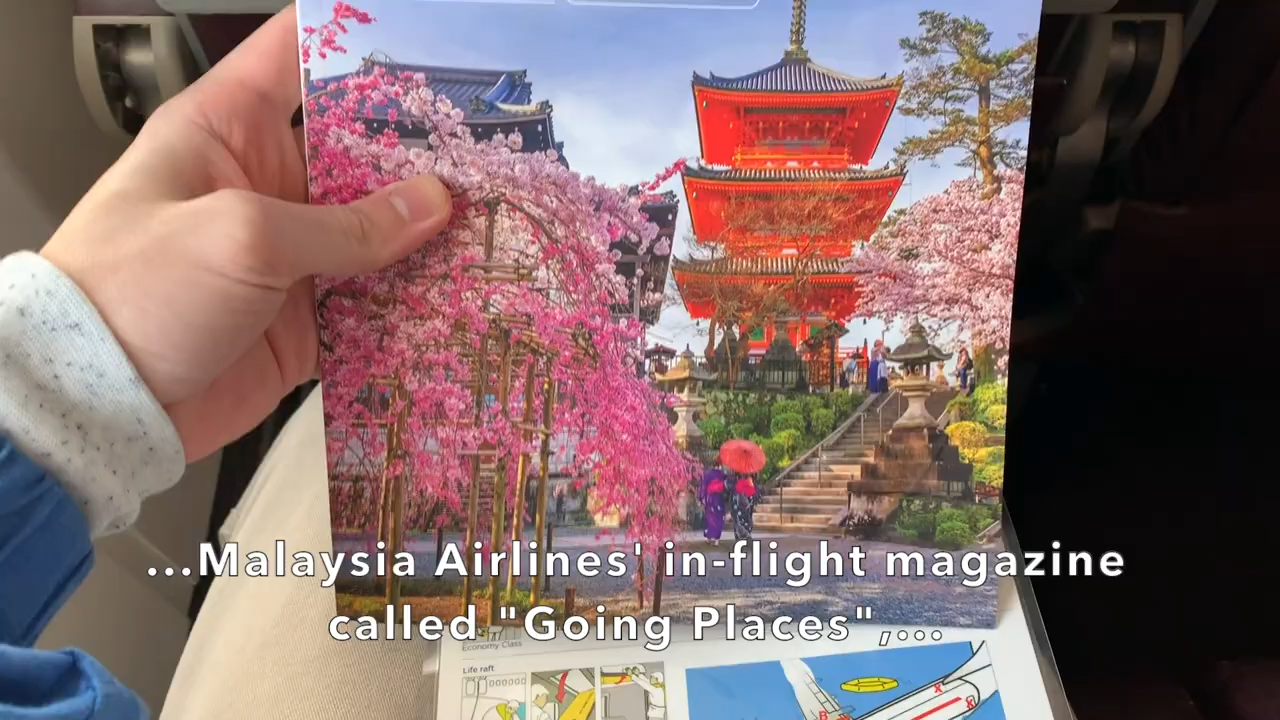 ...Malaysia Airlines' in-flight magazine
called "Going Places",...
Economy Class
Life raft
B